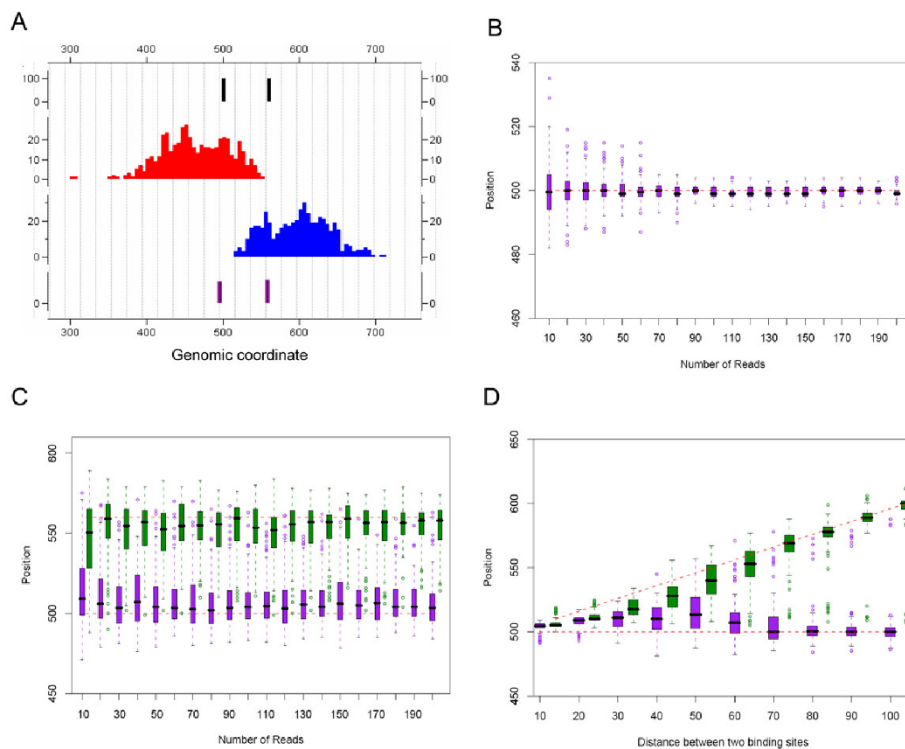 A
300 400 500 600 700
100 100
0 0
20 20
10 10
0 0
20 20
0 0
0 0
300 400 500 600 700
Genomic coordinate
B
540
520
500
480
460
Position
10 30 50 70 90 110 130 150 170 190
Number of Reads
C
600
550
500
450
Position
10 30 50 70 90 110 130 150 170 190
Number of Reads
D
650
600
550
500
450
Position
10 20 30 40 50 60 70 80 90 100
Distance between two binding sites